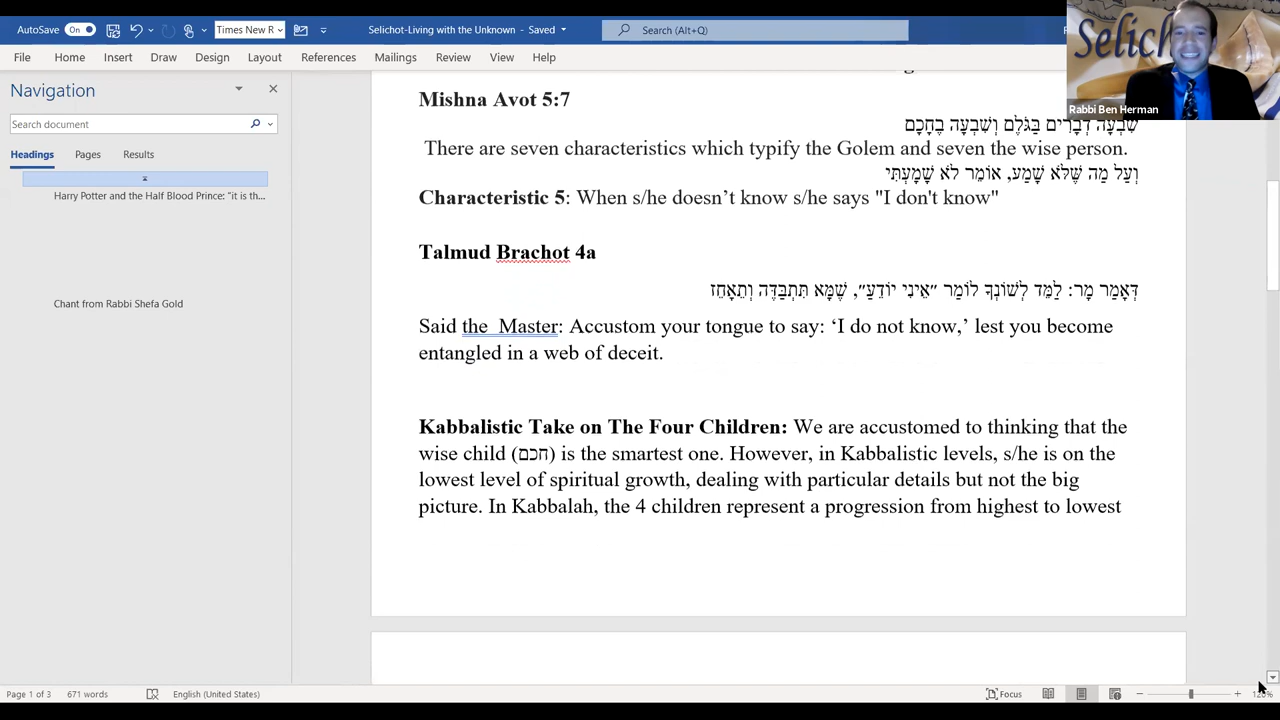 AutoSave On Times New R Selichot-Living with the Unknown - Saved Search (Alt+Q)
Selich
Rabbi Ben Herman
File Home Insert Draw Design Layout References Mailings Review View Help
Navigation
Search document
Headings Pages Results
Harry Potter and the Half Blood Prince: "it is th...
Chant from Rabbi Shefa Gold
Mishna Avot 5:7
שִׁבְעָה דְבָרִים בַּגֹּלֶם וְשִׁבְעָה בֶחָכָם
There are seven characteristics which typify the Golem and seven the wise person.
וְעַל מַה שֶּׁלֹּא שָׁמַע, אוֹמֵר לֹא שָׁמַעְתִּי
Characteristic 5: When s/he doesn't know s/he says "I don't know"
Talmud Brachot 4a
דְּאָמַר מָר: לַמֵּד לְשׁוֹנְךָ לוֹמַר ״אֵינִי יוֹדֵעַ״, שֶׁמָּא תִּתְבַּדֶּה וְתֵאָחֵז
Said the Master: Accustom your tongue to say: ‘I do not know,’ lest you become
entangled in a web of deceit.
Kabbalistic Take on The Four Children: We are accustomed to thinking that the
wise child (חכם) is the smartest one. However, in Kabbalistic levels, s/he is on the
lowest level of spiritual growth, dealing with particular details but not the big
picture. In Kabbalah, the 4 children represent a progression from highest to lowest
Page 1 of 3 671 words English (United States) Focus